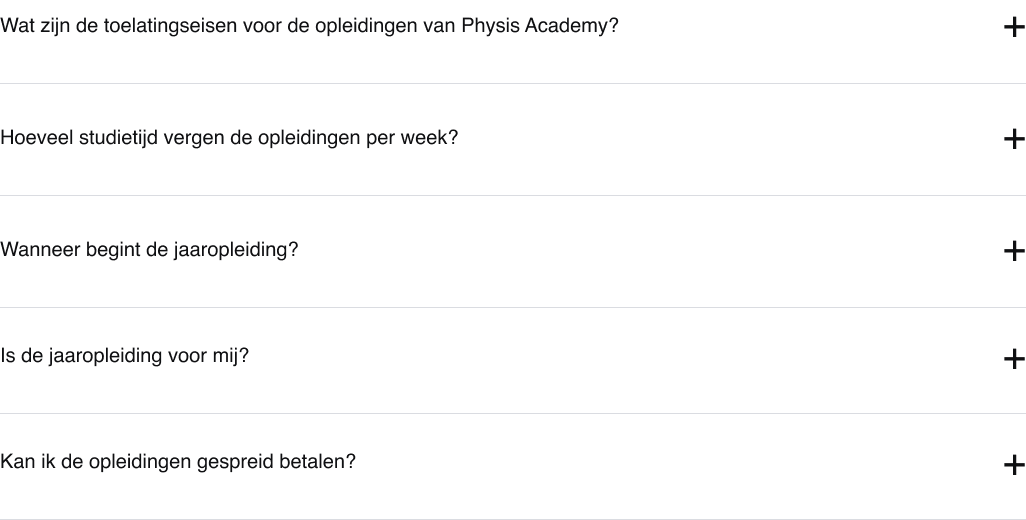 Wat zijn de toelatingseisen voor de opleidingen van Physis Academy?
Hoeveel studietijd vergen de opleidingen per week?
Wanneer begint de jaaropleiding?
Is de jaaropleiding voor mij?
Kan ik de opleidingen gespreid betalen?